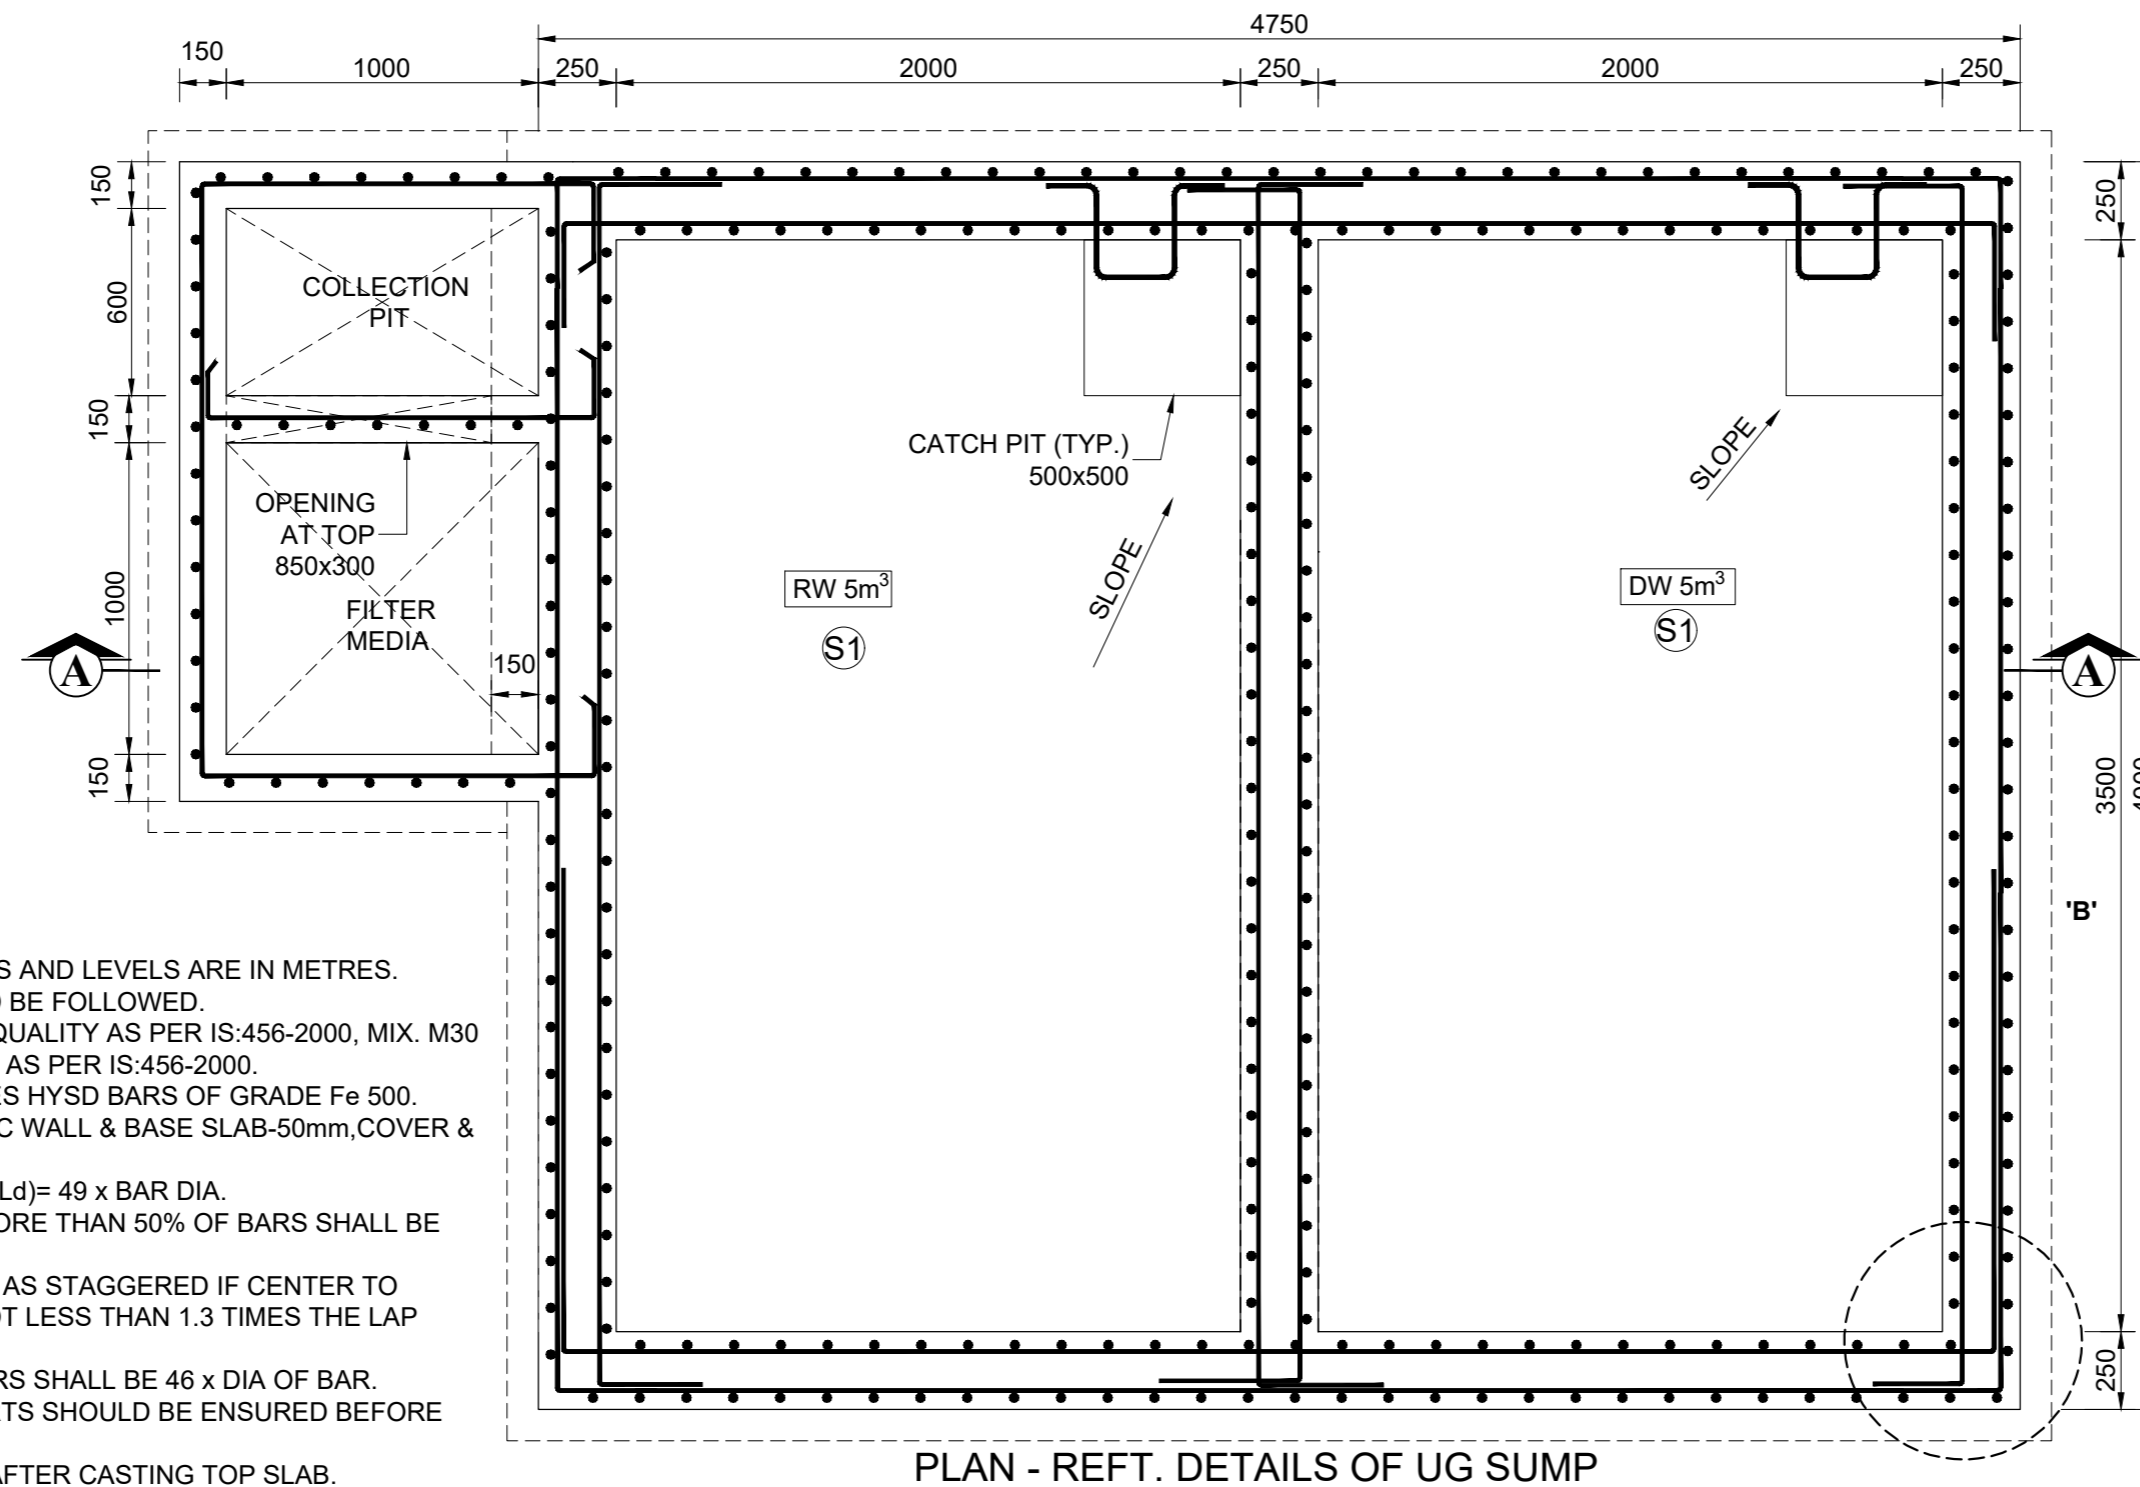 4750
150
1000
250
2000
250
2000
250
150
600
150
1000
150
250
3500
250
COLLECTION
PIT
OPENING
AT TOP
850x300
FILTER
MEDIA
150
CATCH PIT (TYP.)
500x500
SLOPE
SLOPE
RW 5m³
S1
DW 5m³
S1
A
A
'B'
S AND LEVELS ARE IN METRES.
BE FOLLOWED.
QUALITY AS PER IS:456-2000, MIX. M30
AS PER IS:456-2000.
ES HYSD BARS OF GRADE Fe 500.
C WALL & BASE SLAB-50mm,COVER &
Ld)= 49 x BAR DIA.
ORE THAN 50% OF BARS SHALL BE
AS STAGGERED IF CENTER TO
OT LESS THAN 1.3 TIMES THE LAP
RS SHALL BE 46 x DIA OF BAR.
RTS SHOULD BE ENSURED BEFORE
AFTER CASTING TOP SLAB.
PLAN - REFT. DETAILS OF UG SUMP